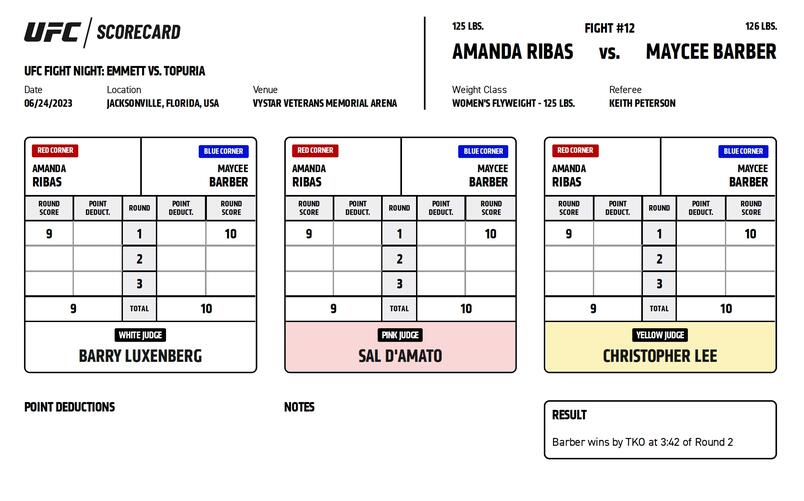 UFC / SCORECARD
UFC FIGHT NIGHT: EMMETT VS. TOPURIA
Date Location Venue
06/24/2023 JACKSONVILLE, FLORIDA, USA VYSTAR VETERANS MEMORIAL ARENA
125 LBS. FIGHT #12 126 LBS.
AMANDA RIBAS vs. MAYCEE BARBER
Weight Class Referee
WOMEN'S FLYWEIGHT - 125 LBS. KEITH PETERSON
RED CORNER BLUE CORNER
AMANDA MAYCEE
RIBAS BARBER
ROUND SCORE POINT DEDUCT. ROUND POINT DEDUCT. ROUND SCORE
9 1 10
2
3
9 TOTAL 10
WHITE JUDGE
BARRY LUXENBERG
RED CORNER BLUE CORNER
AMANDA MAYCEE
RIBAS BARBER
ROUND SCORE POINT DEDUCT. ROUND POINT DEDUCT. ROUND SCORE
9 1 10
2
3
9 TOTAL 10
PINK JUDGE
SAL D'AMATO
RED CORNER BLUE CORNER
AMANDA MAYCEE
RIBAS BARBER
ROUND SCORE POINT DEDUCT. ROUND POINT DEDUCT. ROUND SCORE
9 1 10
2
3
9 TOTAL 10
YELLOW JUDGE
CHRISTOPHER LEE
POINT DEDUCTIONS
NOTES
RESULT
Barber wins by TKO at 3:42 of Round 2